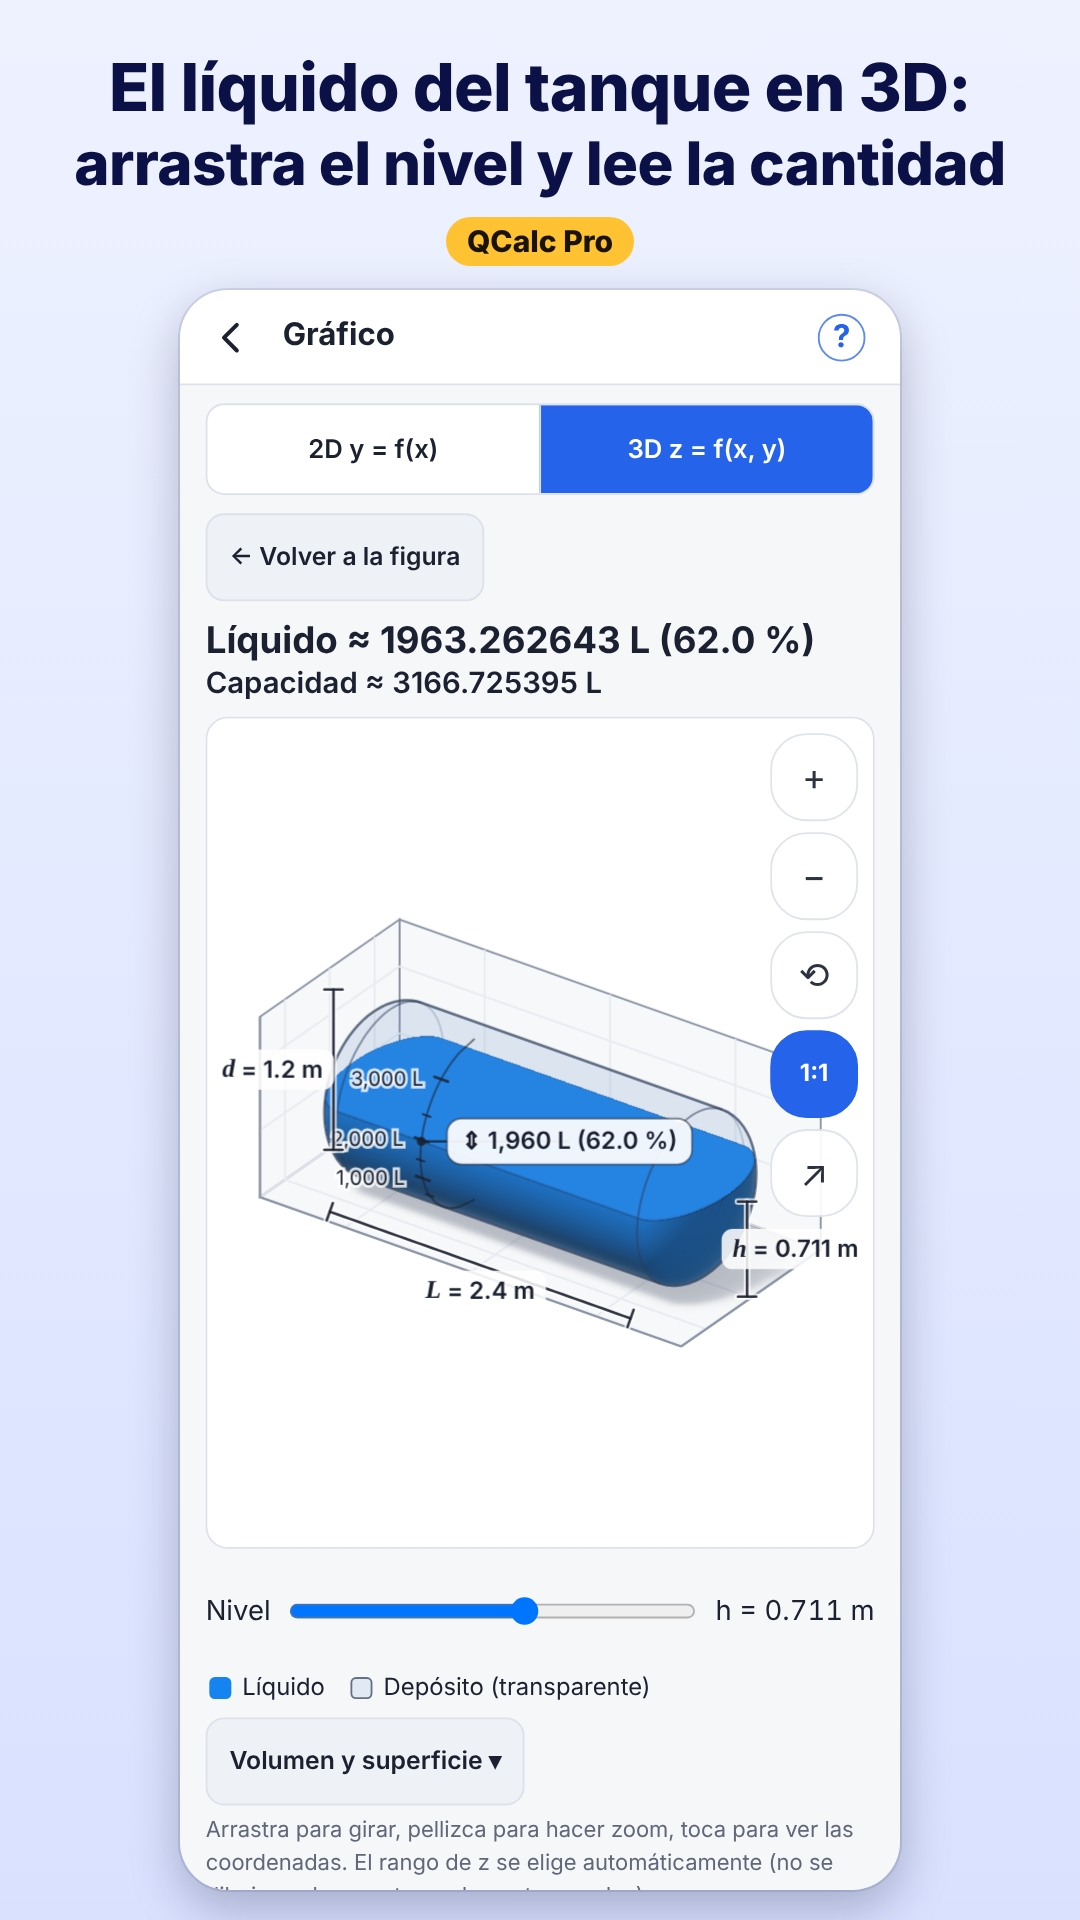 El líquido del tanque en 3D:
arrastra el nivel y lee la cantidad
QCalc Pro
Gráfico
?
2D y = f(x)
3D z = f(x, y)
← Volver a la figura
Líquido ≈ 1963.262643 L (62.0 %)
Capacidad ≈ 3166.725395 L
+
−
⟲
1:1
↗
d = 1.2 m
3,000 L
2,000 L
⇕ 1,960 L (62.0 %)
1,000 L
h = 0.711 m
L = 2.4 m
Nivel
h = 0.711 m
Líquido
Depósito (transparente)
Volumen y superficie ▾
Arrastra para girar, pellizca para hacer zoom, toca para ver las
coordenadas. El rango de z se elige automáticamente (no se